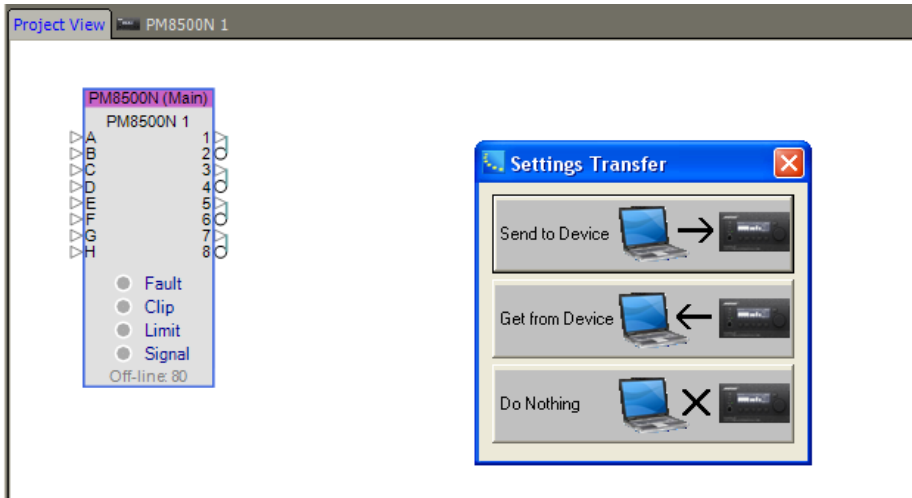 Project View PM8500N 1
PM8500N (Main)
PM8500N 1
A 1
B 2
C 3
D 4
E 5
F 6
G 7
H 8
Fault
Clip
Limit
Signal
Off-line: 80
Settings Transfer
Send to Device
Get from Device
Do Nothing